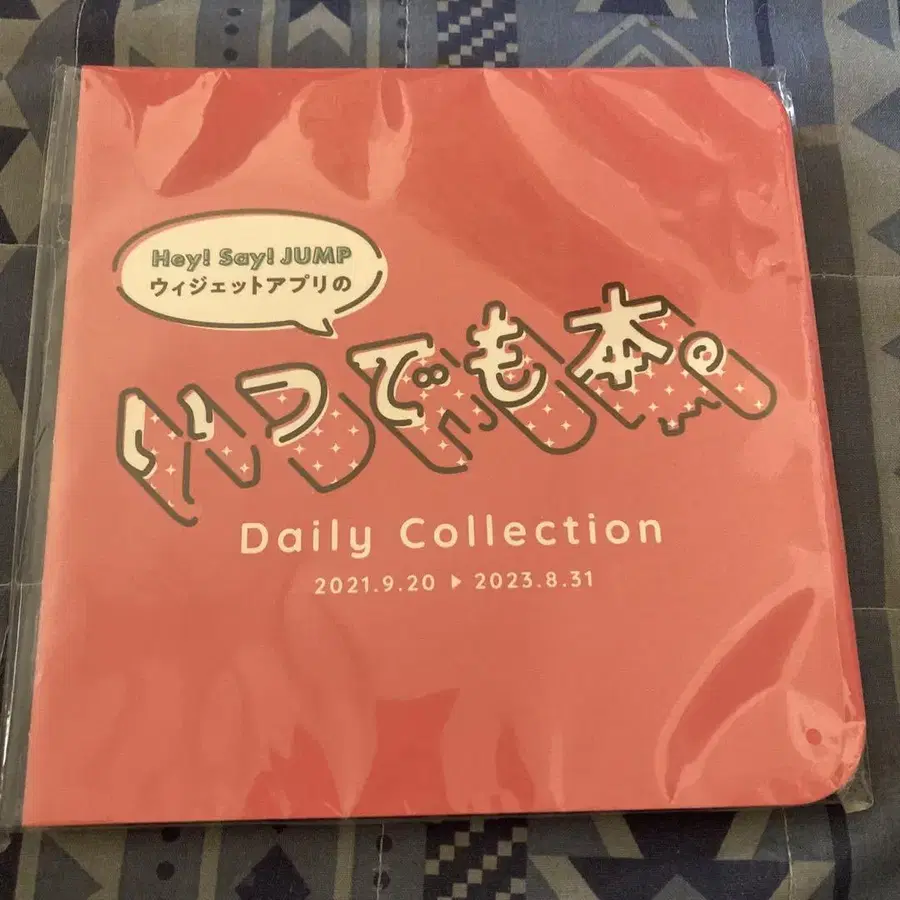 Hey! Say! JUMP
ウィジェットアプリの
いつでも本。
Daily Collection
2021.9.20 ▶ 2023.8.31